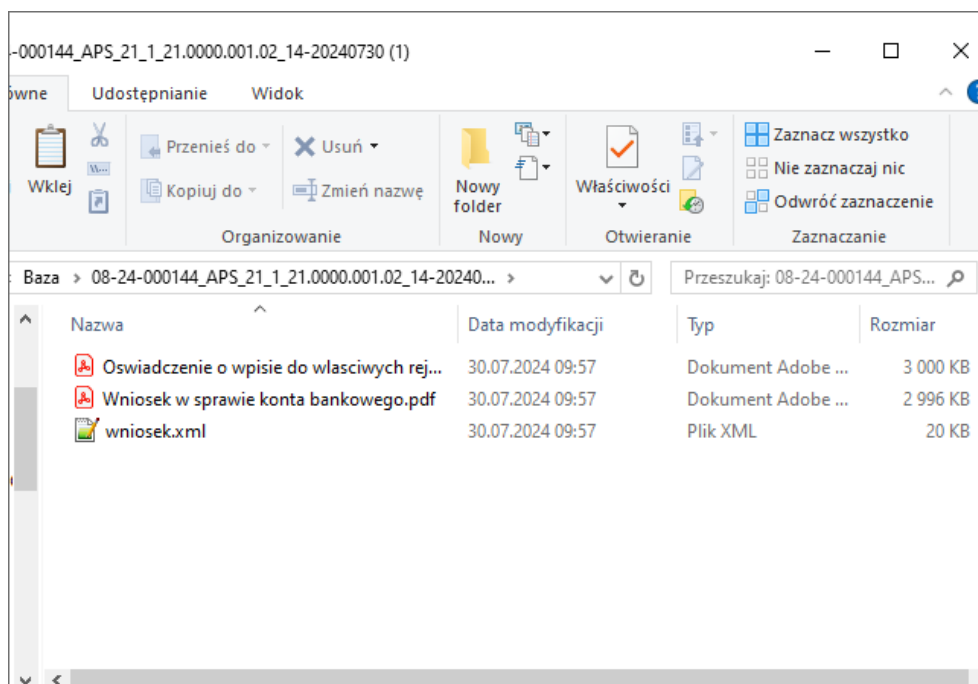 -000144_APS_21_1_21.0000.001.02_14-20240730 (1)
ówne Udostępnianie Widok
Wklej Przenieś do Usuń Zaznacz wszystko
Kopiuj do Zmień nazwę Nowy folder Właściwości Nie zaznaczaj nic
Odwróć zaznaczenie
Organizowanie Nowy Otwieranie Zaznaczanie
Baza > 08-24-000144_APS_21_1_21.0000.001.02_14-20240... > Przeszukaj: 08-24-000144_APS...
Nazwa Data modyfikacji Typ Rozmiar
Oswiadczenie o wpisie do wlasciwych rej... 30.07.2024 09:57 Dokument Adobe ... 3 000 KB
Wniosek w sprawie konta bankowego.pdf 30.07.2024 09:57 Dokument Adobe ... 2 996 KB
wniosek.xml 30.07.2024 09:57 Plik XML 20 KB